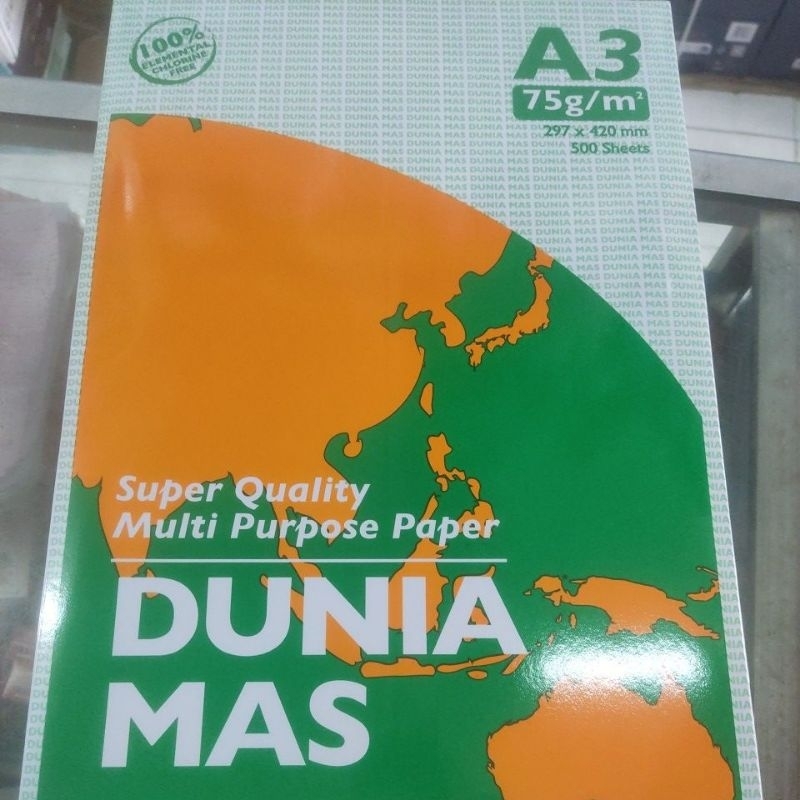 100%
ELEMENTAL
CHLORINE
FREE
A3
75g/m²
297 x 420 mm
500 Sheets
Super Quality
Multi Purpose Paper
DUNIA
MAS